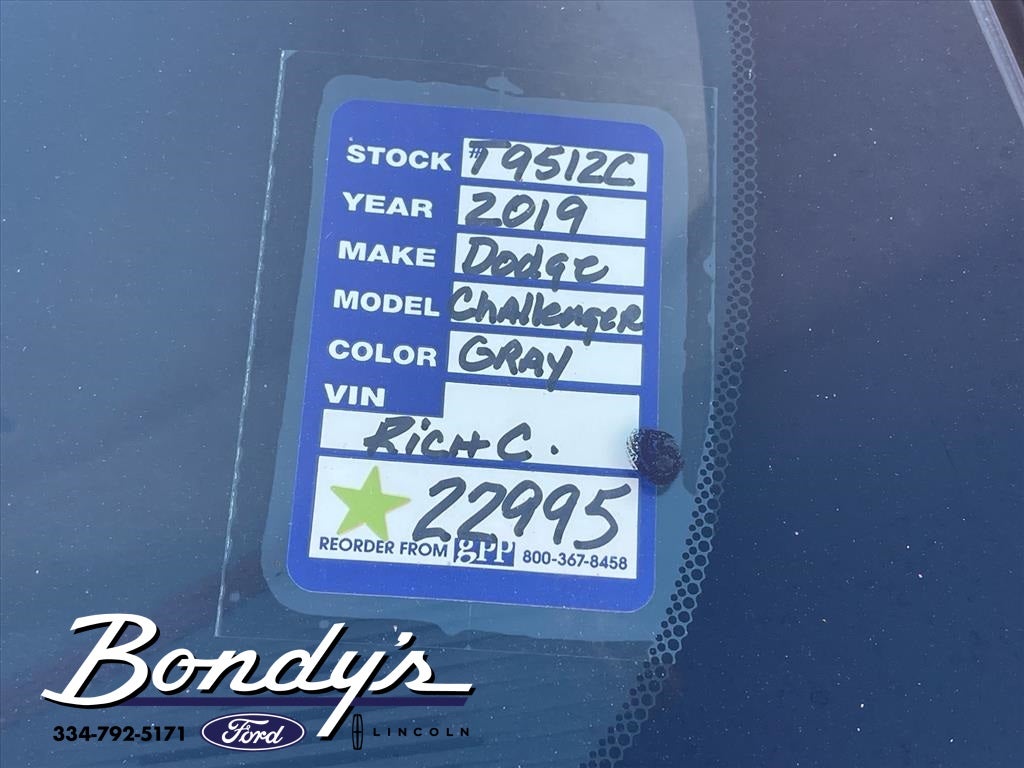 STOCK #T9512C
YEAR 2019
MAKE Dodge
MODEL Challenger
COLOR GRAY
VIN
RICH C.
22995
REORDER FROM gPP 800-367-8458
Bondy's
334-792-5171 Ford LINCOLN